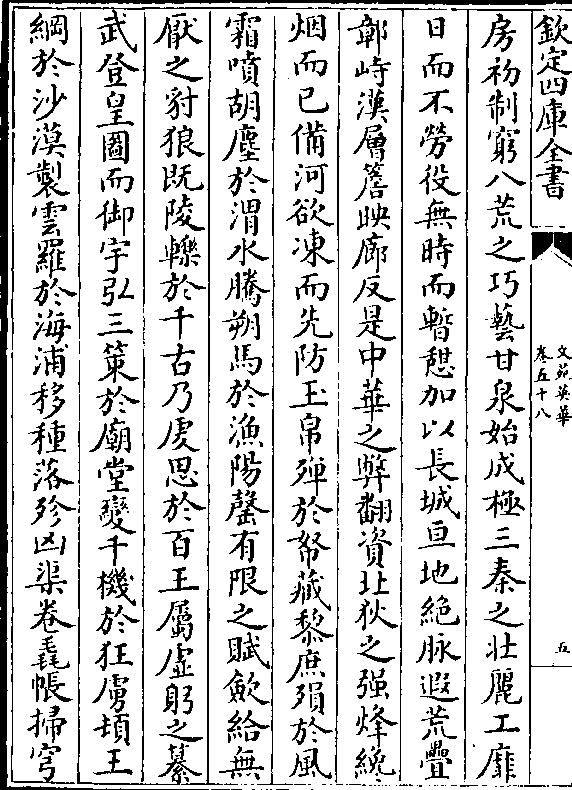 欽定四庫全書
文苑英華
卷五十八
五
房初制窮八荒之巧藝甘泉始成極三秦之壯麗工靡
日而不勞役無時而暫憩加以長城亘地絶脉遐荒疊
鄣峙漢層簷映廊反是中華之弊翻資北狄之强烽纔
烟而已備河欲凍而先防玉帛殫於帑藏黎庶殞於風
霜噴胡塵於渭水騰朔馬於漁陽罄有限之賦斂給無
厭之豺狼既陵轢於千古乃虔思於百王屬虚躬之纂
武登皇圖而御宇弘三策於廟堂變千機於狂虜頓王
綱於沙漠製雲羅於海浦移種落殄凶渠卷毳帳掃穹